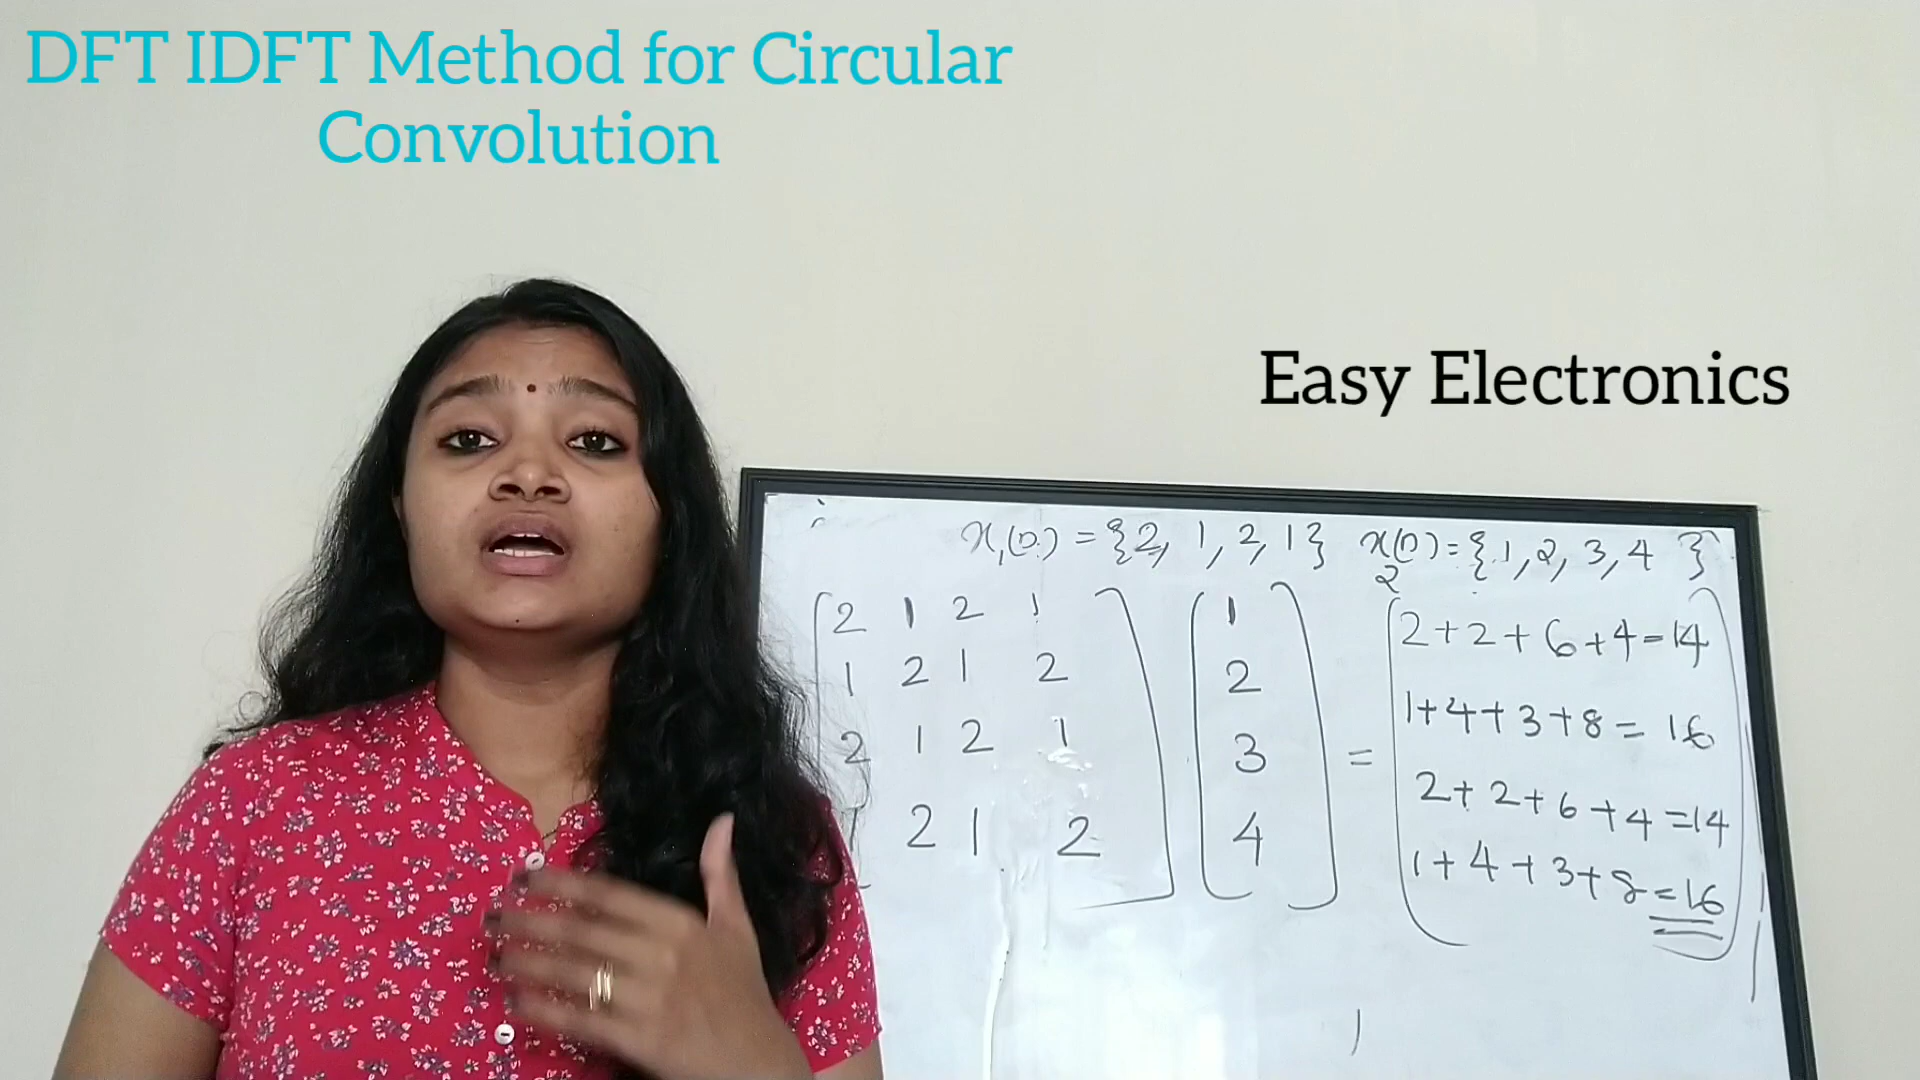 DFT IDFT Method for Circular
Convolution
Easy Electronics
x₁(n) = {2, 1, 2, 1} x₂(n) = {1, 2, 3, 4}
2 1 2 1
1 2 1 2
2 1 2 1
2 1 2
1
2
3
4
=
2+2+6+4=14
1+4+3+8=16
2+2+6+4=14
1+4+3+8=16